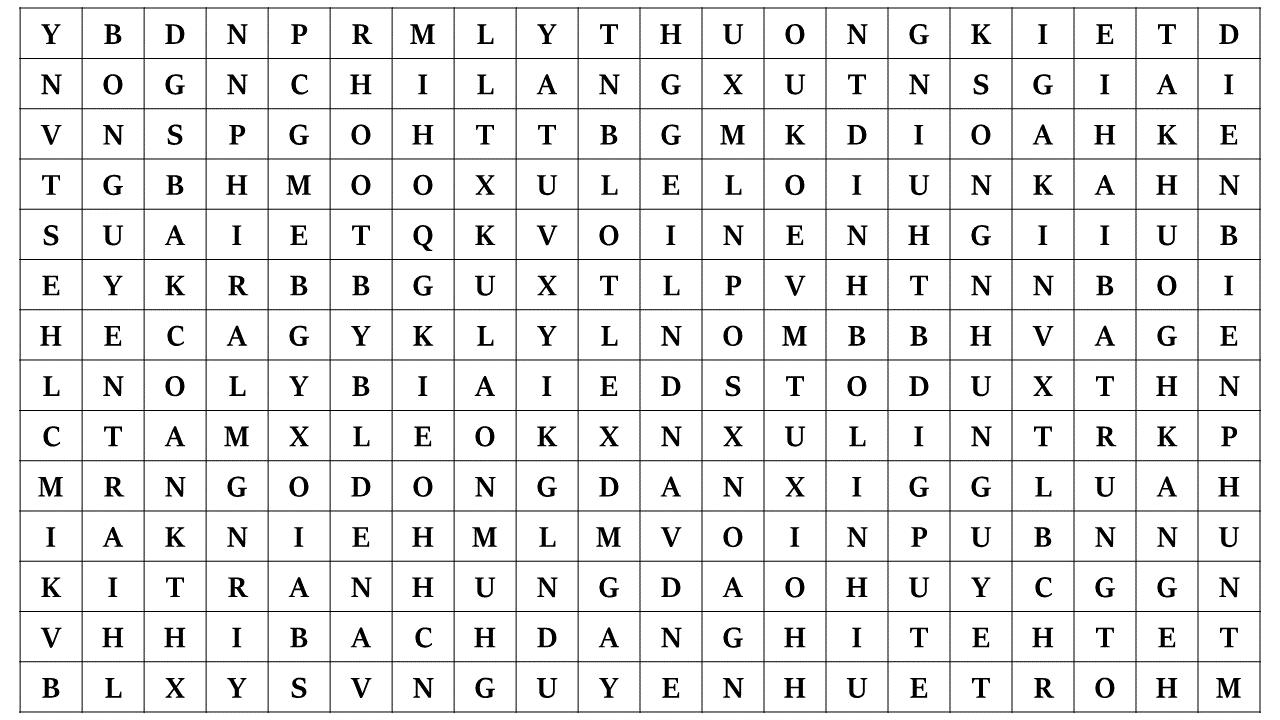 Y B D N P R M L Y T H U O N G K I E T D
N O G N C H I L A N G X U T N S G I A I
V N S P G O H T T B G M K D I O A H K E
T G B H M O O X U L E L O I U N K A H N
S U A I E T Q K V O I N E N H G I I U B
E Y K R B B G U X T L P V H T N N B O I
H E C A G Y K L Y L N O M B B H V A G E
L N O L Y B I A I E D S T O D U X T H N
C T A M X L E O K X N X U L I N T R K P
M R N G O D O N G D A N X I G G L U A H
I A K N I E H M L M V O I N P U B N N U
K I T R A N H U N G D A O H U Y C G G N
V H H I B A C H D A N G H I T E H T E T
B L X Y S V N G U Y E N H U E T R O H M